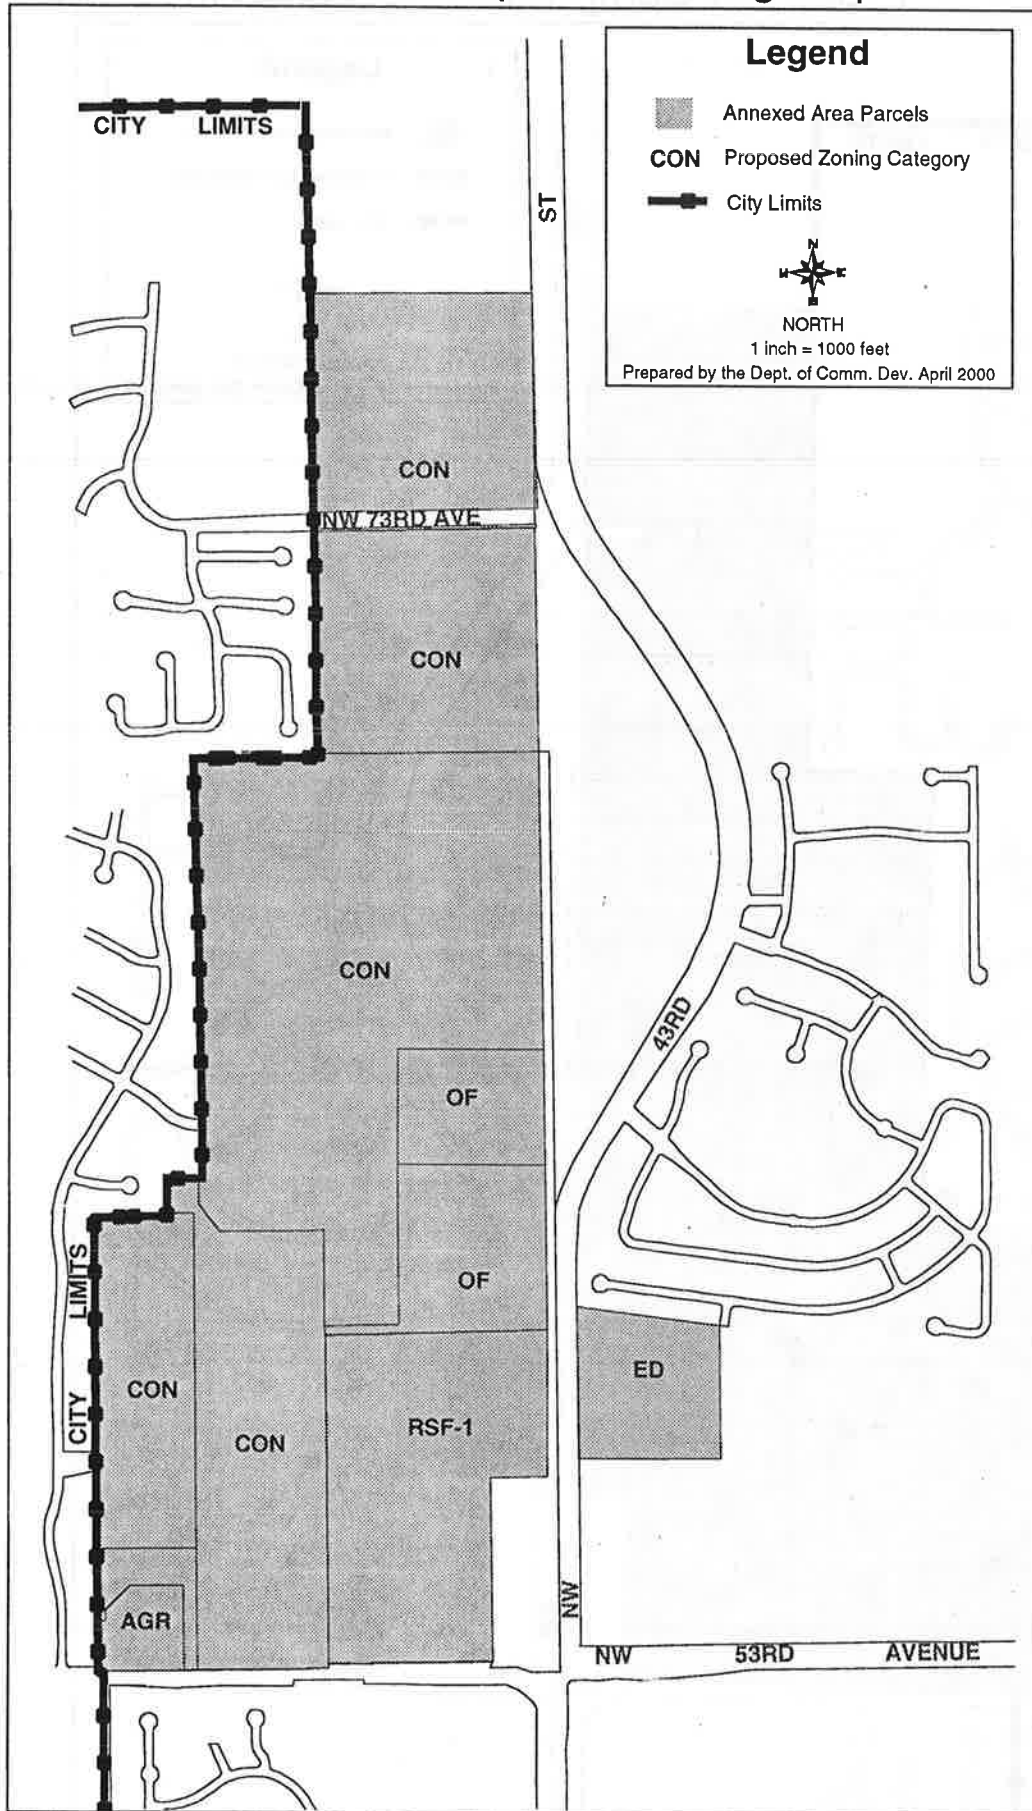 Legend
Annexed Area Parcels
CON Proposed Zoning Category
City Limits
N
NORTH
1 inch = 1000 feet
Prepared by the Dept. of Comm. Dev. April 2000
CITY LIMITS
ST
CON
NW 73RD AVE
CON
CON
43RD
OF
OF
CITY LIMITS
CON
CON
RSF-1
ED
AGR
NW
NW 53RD AVENUE